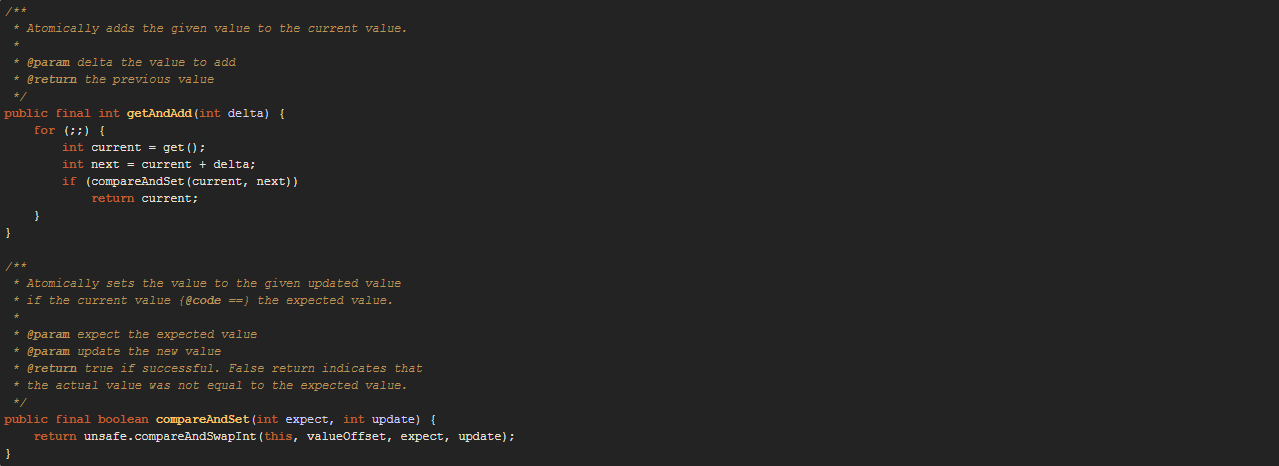 /**
 * Atomically adds the given value to the current value.
 *
 * @param delta the value to add
 * @return the previous value
 */
public final int getAndAdd(int delta) {
    for (;;) {
        int current = get();
        int next = current + delta;
        if (compareAndSet(current, next))
            return current;
    }
}

/**
 * Atomically sets the value to the given updated value
 * if the current value {@code ==} the expected value.
 *
 * @param expect the expected value
 * @param update the new value
 * @return true if successful. False return indicates that
 * the actual value was not equal to the expected value.
 */
public final boolean compareAndSet(int expect, int update) {
    return unsafe.compareAndSwapInt(this, valueOffset, expect, update);
}